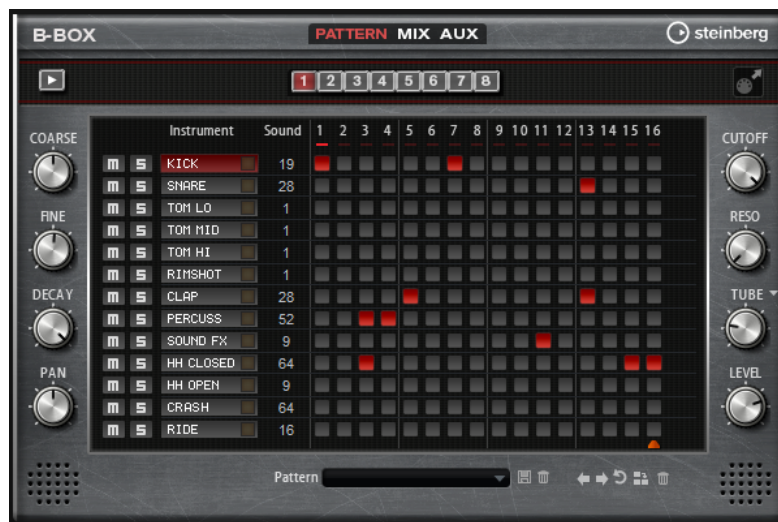 B-BOX PATTERN MIX AUX steinberg
1 2 3 4 5 6 7 8
Instrument Sound 1 2 3 4 5 6 7 8 9 10 11 12 13 14 15 16
COARSE
CUTOFF
m S KICK 19
m S SNARE 28
m S TOM LO 1
FINE
RESO
m S TOM MID 1
m S TOM HI 1
m S RIMSHOT 1
DECAY
TUBE
m S CLAP 28
m S PERCUSS 52
m S SOUND FX 9
PAN
LEVEL
m S HH CLOSED 64
m S HH OPEN 9
m S CRASH 64
m S RIDE 16
Pattern